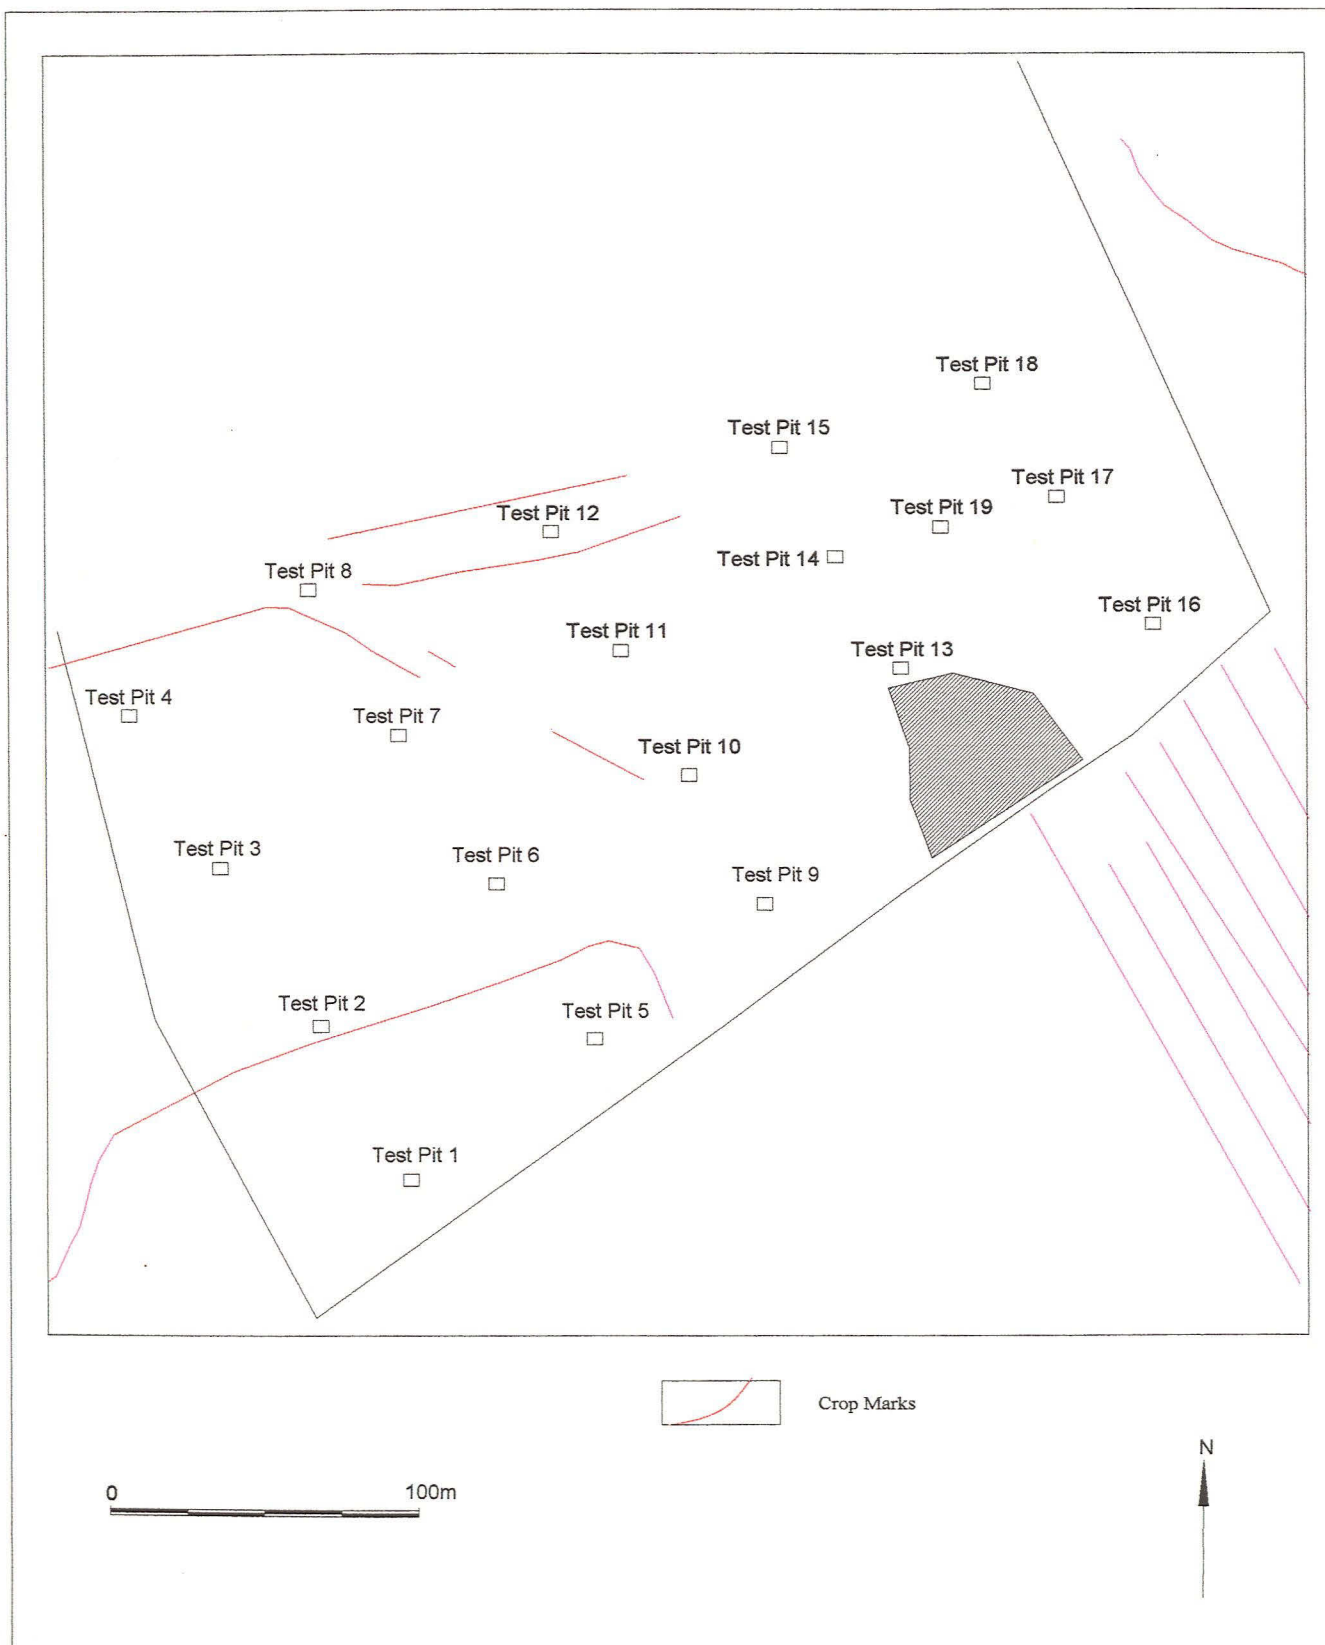 Test Pit 18
Test Pit 15
Test Pit 17
Test Pit 19
Test Pit 12
Test Pit 14
Test Pit 8
Test Pit 16
Test Pit 11
Test Pit 13
Test Pit 4
Test Pit 7
Test Pit 10
Test Pit 3
Test Pit 6
Test Pit 9
Test Pit 2
Test Pit 5
Test Pit 1
Crop Marks
N
0 100m